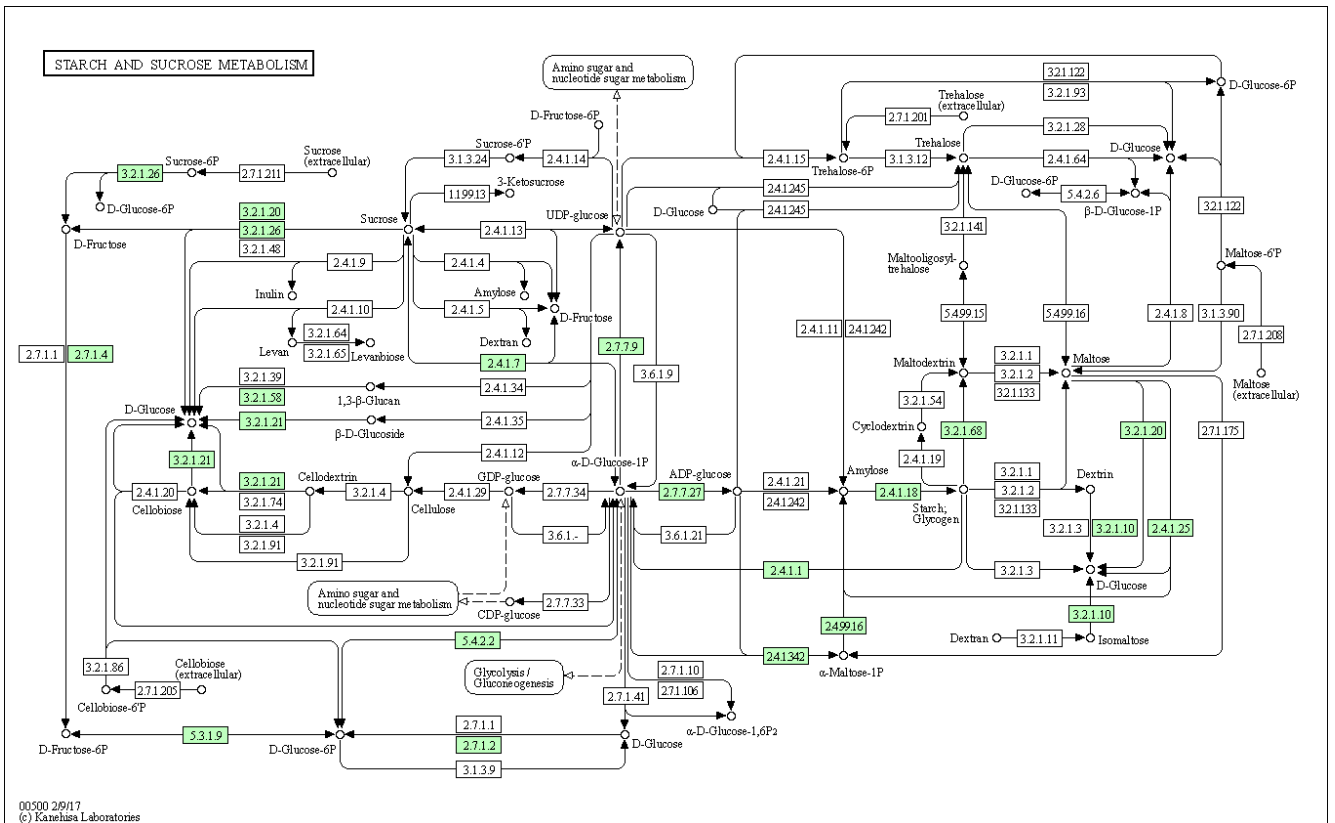 STARCH AND SUCROSE METABOLISM
Amino sugar and
nucleotide sugar metabolism
3.2.1.122
3.2.1.93
D-Glucose-6P
D-Fructose-6P
2.7.1.201
Trehalose
(extracellular)
3.2.1.28
Sucrose-6P
2.7.1.211
Sucrose
(extracellular)
3.2.1.26
D-Glucose-6P
3.1.3.24
Sucrose-6'P
2.4.1.14
2.4.1.15
Trehalose-6P
3.1.3.12
Trehalose
2.4.1.64
D-Glucose
1.1.99.13
3-Ketosucrose
2.4.1.245
2.4.1.245
D-Glucose
D-Glucose-6P
5.4.2.6
β-D-Glucose-1P
3.2.1.122
D-Fructose
3.2.1.20
3.2.1.26
3.2.1.48
Sucrose
2.4.1.13
UDP-glucose
3.2.1.141
2.4.1.9
2.4.1.4
Inulin
Amylose
Maltooligosyl-
trehalose
Maltose-6'P
2.4.1.10
2.4.1.5
D-Fructose
5.4.99.15
5.4.99.16
2.4.1.8
3.1.3.90
2.4.1.11
2.4.1.242
2.7.1.208
Levan
3.2.1.64
3.2.1.65
Levanbiose
Dextran
2.7.1.1
2.7.1.4
2.4.1.7
2.7.7.9
3.6.1.9
Maltodextrin
3.2.1.1
3.2.1.2
3.2.1.133
Maltose
Maltose
(extracellular)
3.2.1.39
3.2.1.58
1,3-β-Glucan
2.4.1.34
3.2.1.54
D-Glucose
3.2.1.21
β-D-Glucoside
2.4.1.35
Cyclodextrin
3.2.1.68
3.2.1.20
2.7.1.175
3.2.1.21
2.4.1.12
α-D-Glucose-1P
2.4.1.19
2.4.1.20
Cellobiose
3.2.1.21
3.2.1.74
3.2.1.4
3.2.1.91
Cellodextrin
3.2.1.4
Cellulose
2.4.1.29
GDP-glucose
2.7.7.34
2.7.7.27
ADP-glucose
2.4.1.21
2.4.1.242
Amylose
2.4.1.18
Starch;
Glycogen
3.2.1.1
3.2.1.2
3.2.1.133
Dextrin
3.2.1.3
3.2.1.10
2.4.1.25
3.6.1.-
3.6.1.21
3.2.1.91
2.4.1.1
3.2.1.3
D-Glucose
Amino sugar and
nucleotide sugar metabolism
CDP-glucose
2.7.7.33
3.2.1.10
2.4.99.16
5.4.2.2
Dextran
3.2.1.11
Isomaltose
2.4.1.342
α-Maltose-1P
3.2.1.86
Cellobiose
(extracellular)
2.7.1.205
Cellobiose-6'P
Glycolysis /
Gluconeogenesis
2.7.1.41
2.7.1.10
2.7.1.106
α-D-Glucose-1,6P2
D-Fructose-6P
5.3.1.9
D-Glucose-6P
2.7.1.1
2.7.1.2
D-Glucose
3.1.3.9
00500 2/9/17
(c) Kanehisa Laboratories